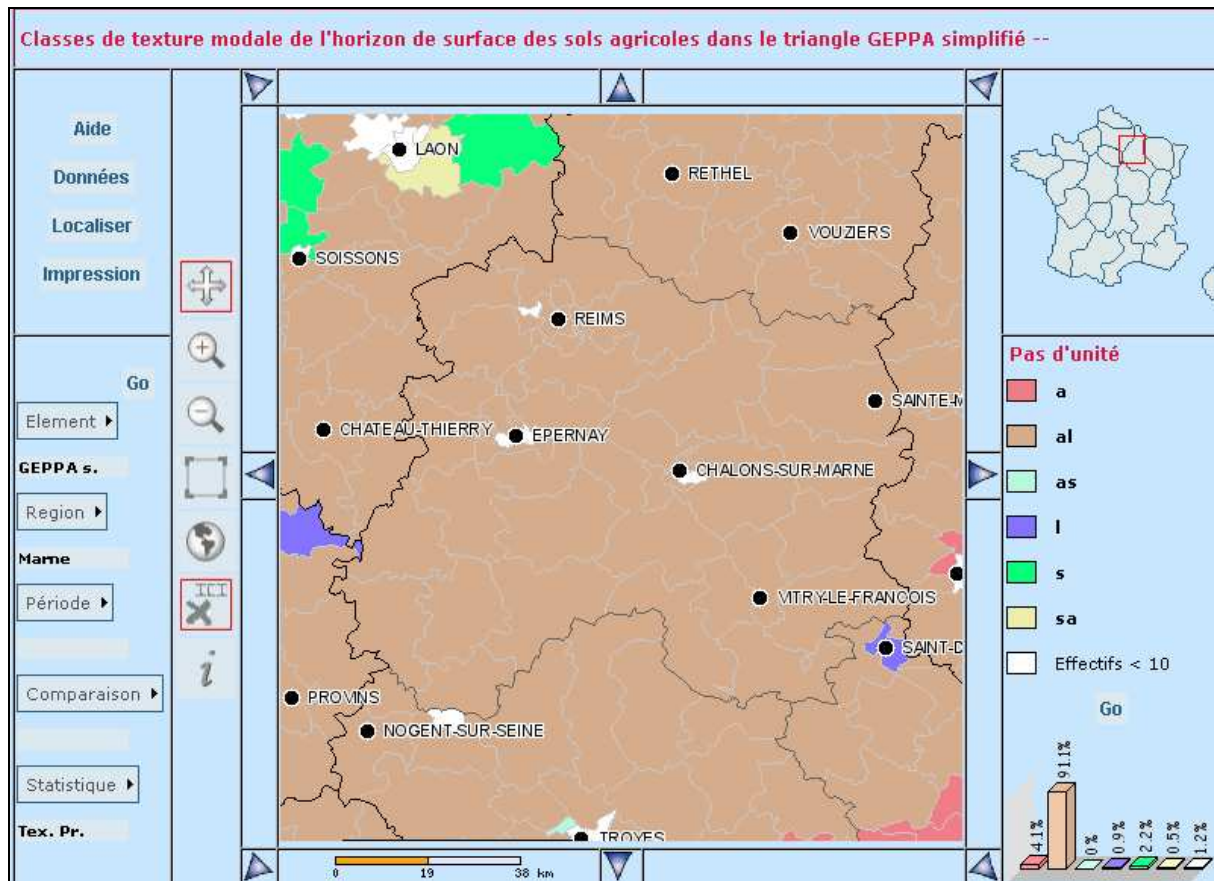 Classes de texture modale de l'horizon de surface des sols agricoles dans le triangle GEPPA simplifié --
Aide
Données
Localiser
Impression
Go
Element
GEPPA s.
Region
Marne
Période
Comparaison
Statistique
Tex. Pr.
ICI
i
LAON
RETHEL
VOUZIERS
SOISSONS
REIMS
SAINTE-M
CHATEAU-THIERRY
EPERNAY
CHALONS-SUR-MARNE
VITRY-LE-FRANCOIS
SAINT-D
PROVINS
NOGENT-SUR-SEINE
TROYES
0 19 38 km
Pas d'unité
a
al
as
l
s
sa
Effectifs < 10
Go
4.1% 91.1% 0% 0.9% 2.2% 0.5% 1.2%